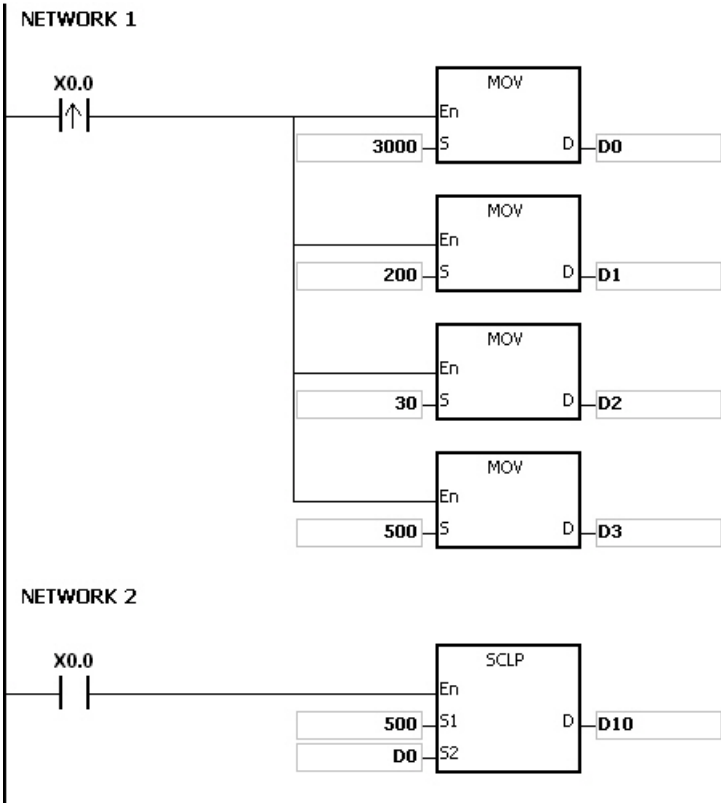 NETWORK 1
X0.0
MOV
En
3000 S D D0
MOV
En
200 S D D1
MOV
En
30 S D D2
MOV
En
500 S D D3
NETWORK 2
X0.0
SCLP
En
500 S1 D D10
D0 S2